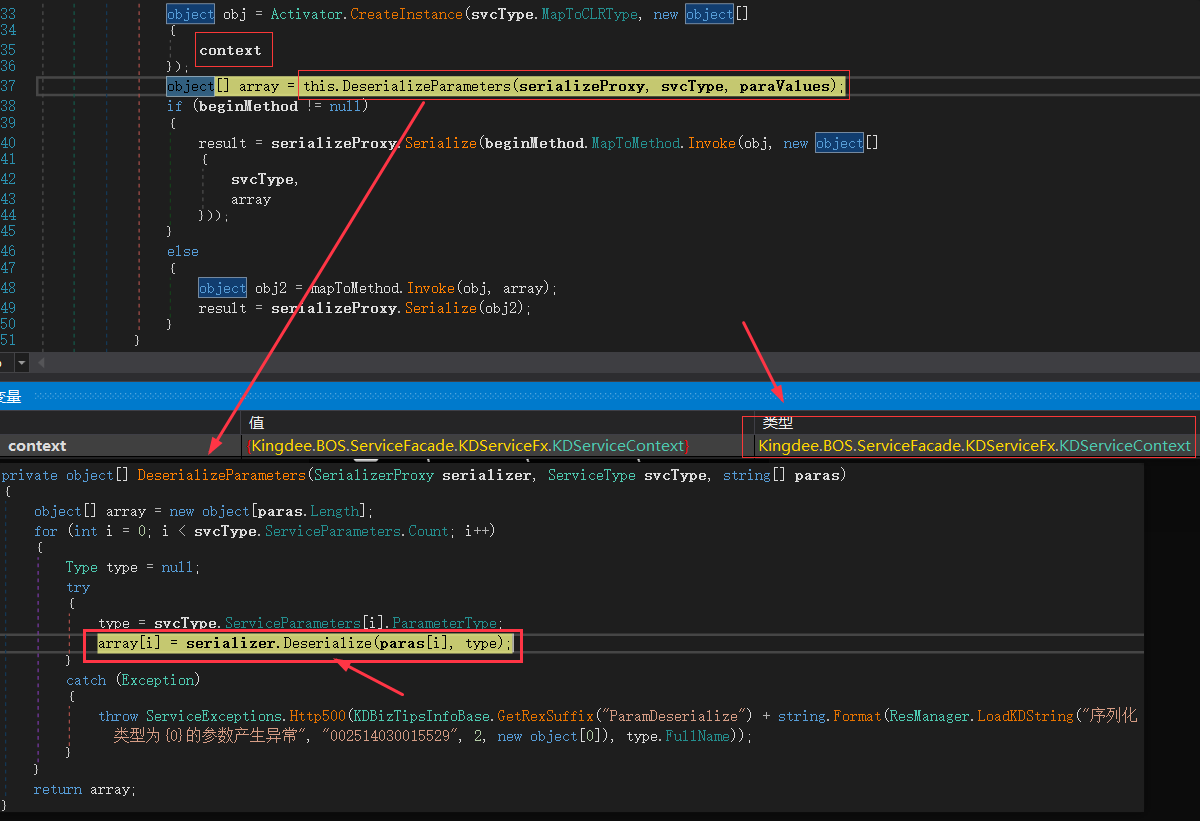 33 object obj = Activator.CreateInstance(svcType.MapToCLRType, new object[]
34 {
35 context
36 });
37 object[] array = this.DeserializeParameters(serializeProxy, svcType, paraValues);
38 if (beginMethod != null)
39 {
40 result = serializeProxy.Serialize(beginMethod.MapToMethod.Invoke(obj, new object[]
41 {
42 svcType,
43 array
44 }));
45 }
46 else
47 {
48 object obj2 = mapToMethod.Invoke(obj, array);
49 result = serializeProxy.Serialize(obj2);
50 }
51 }
变量
值 类型
context {Kingdee.BOS.ServiceFacade.KDServiceFx.KDServiceContext} Kingdee.BOS.ServiceFacade.KDServiceFx.KDServiceContext
private object[] DeserializeParameters(SerializerProxy serializer, ServiceType svcType, string[] paras)
{
object[] array = new object[paras.Length];
for (int i = 0; i < svcType.ServiceParameters.Count; i++)
{
Type type = null;
try
{
type = svcType.ServiceParameters[i].ParameterType;
array[i] = serializer.Deserialize(paras[i], type);
}
catch (Exception)
{
throw ServiceExceptions.Http500(KDBizTipsInfoBase.GetRexSuffix("ParamDeserialize") + string.Format(ResManager.LoadKDString("序列化
类型为{0}的参数产生异常", "002514030015529", 2, new object[0]), type.FullName));
}
}
return array;
}